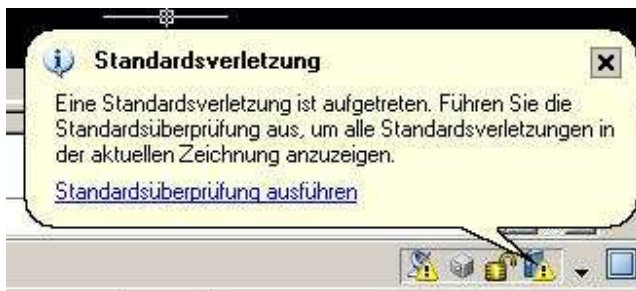 Standardsverletzung
Eine Standardsverletzung ist aufgetreten. Führen Sie die
Standardsüberprüfung aus, um alle Standardsverletzungen in
der aktuellen Zeichnung anzuzeigen.
Standardsüberprüfung ausführen